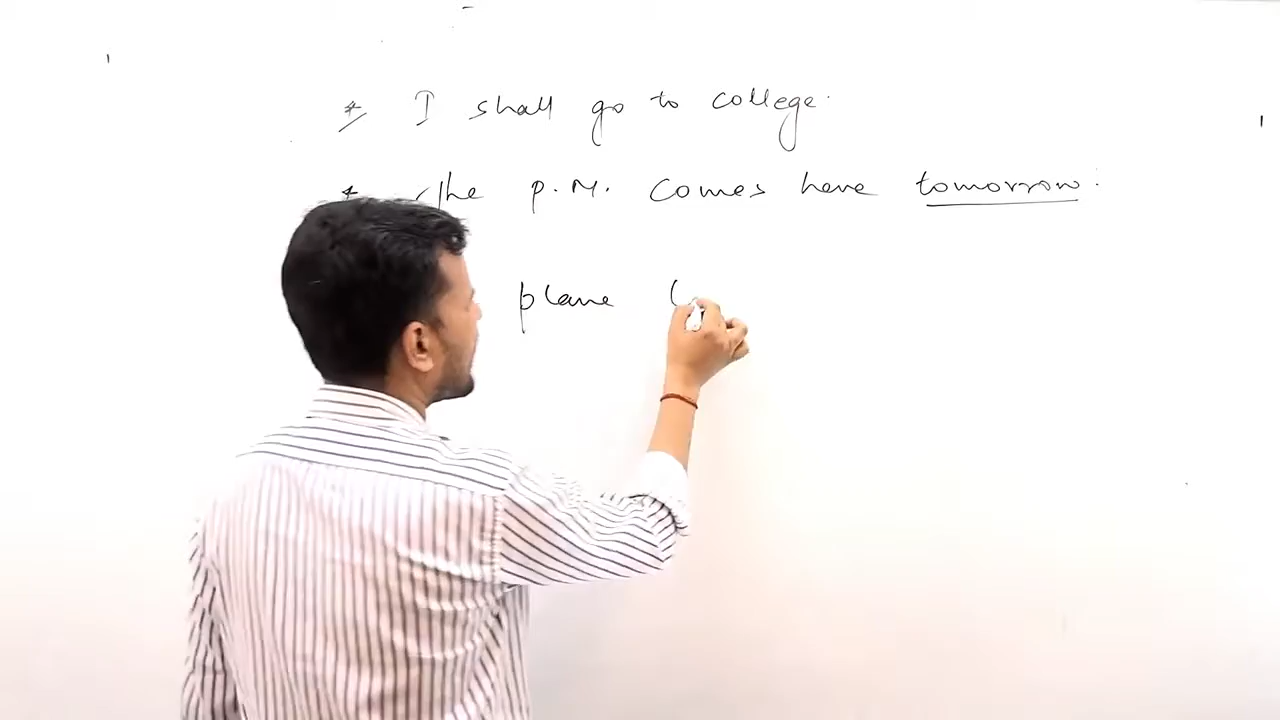 * I shall go to college.
* The P.M. comes here tomorrow.
plane